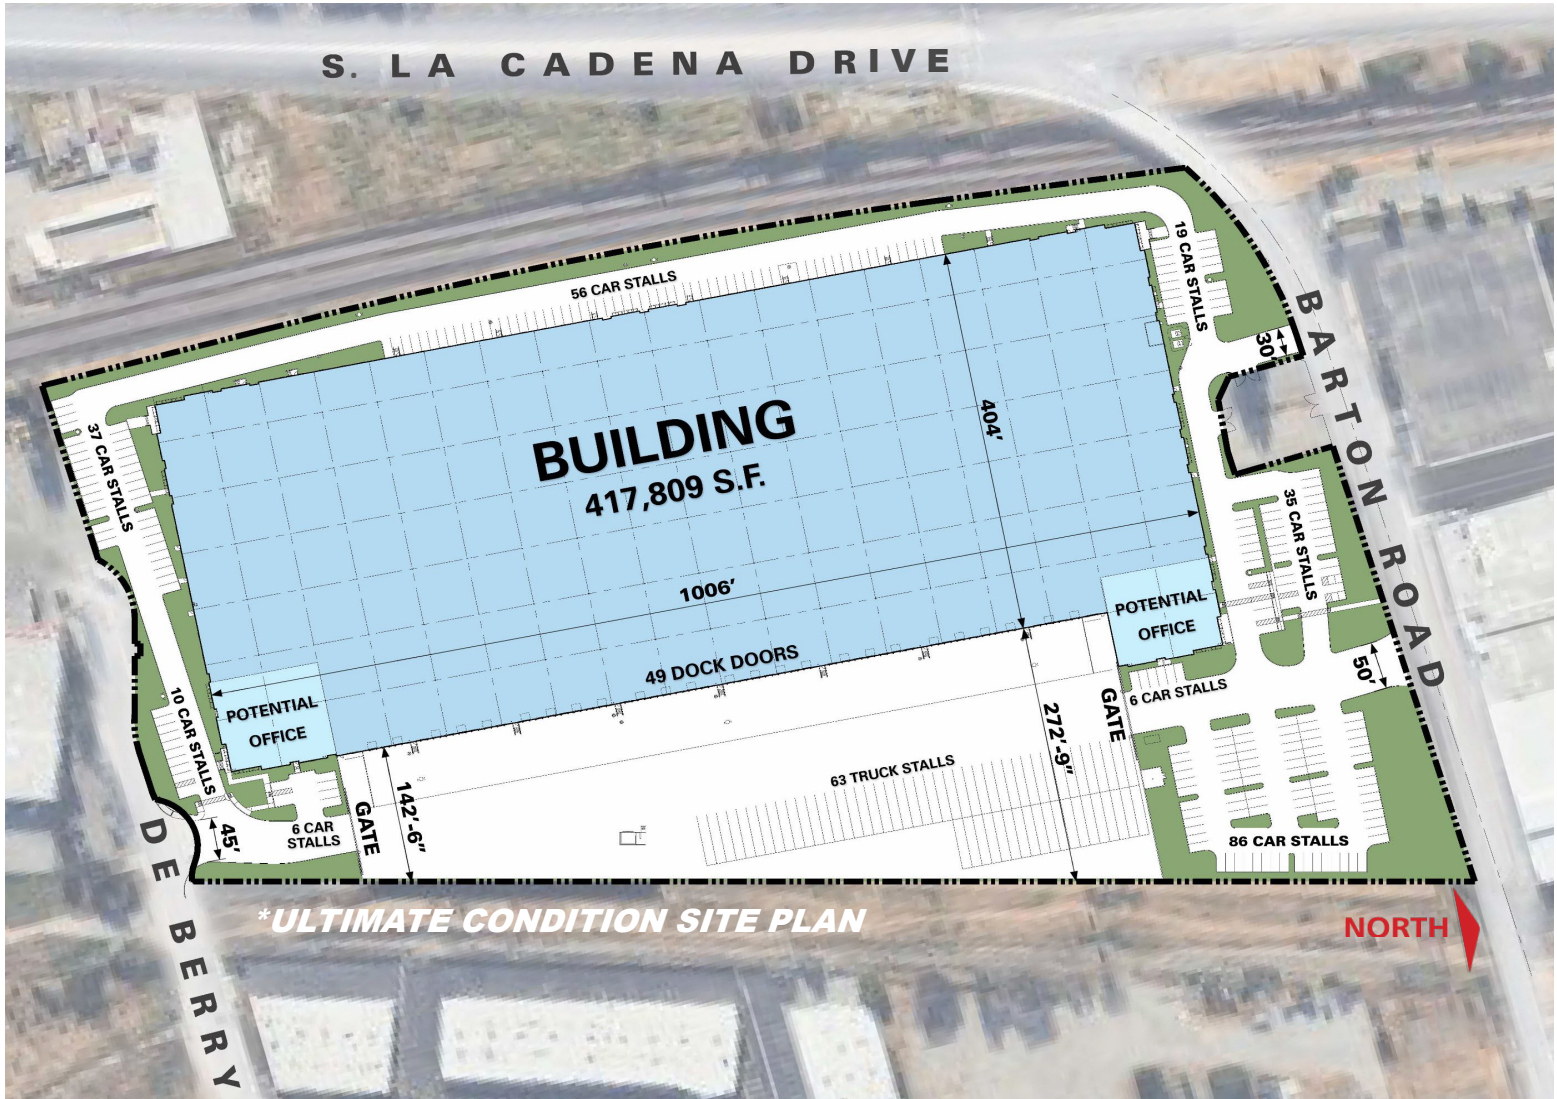 S. LA CADENA DRIVE
56 CAR STALLS
19 CAR STALLS
30'
BARTON ROAD
37 CAR STALLS
BUILDING
417,809 S.F.
404'
35 CAR STALLS
1006'
POTENTIAL
OFFICE
49 DOCK DOORS
50'
10 CAR STALLS
POTENTIAL
OFFICE
GATE
6 CAR STALLS
272'-9"
63 TRUCK STALLS
142'-6"
GATE
45'
6 CAR
STALLS
86 CAR STALLS
DE BERRY
*ULTIMATE CONDITION SITE PLAN
NORTH